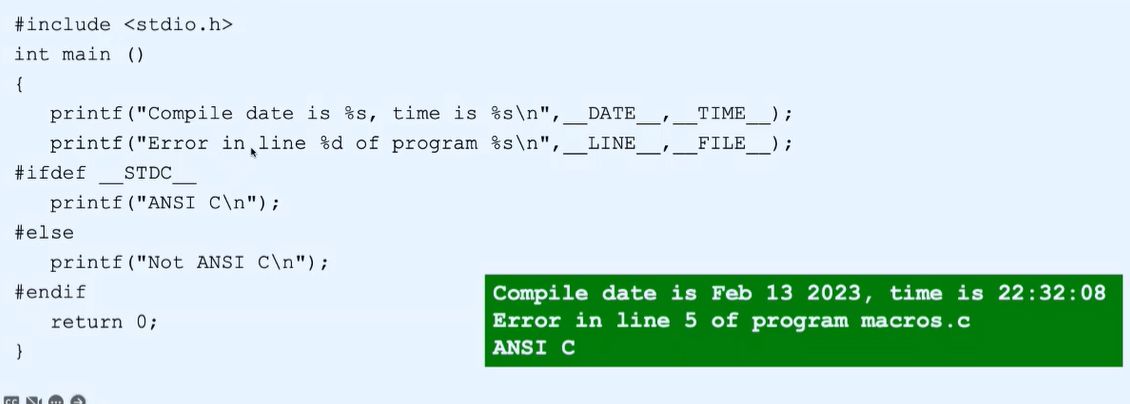 #include <stdio.h>
int main ()
{
   printf("Compile date is %s, time is %s\n",__DATE__,__TIME__);
   printf("Error in line %d of program %s\n",__LINE__,__FILE__);
#ifdef __STDC__
   printf("ANSI C\n");
#else
   printf("Not ANSI C\n");
#endif
   return 0;
}
Compile date is Feb 13 2023, time is 22:32:08
Error in line 5 of program macros.c
ANSI C